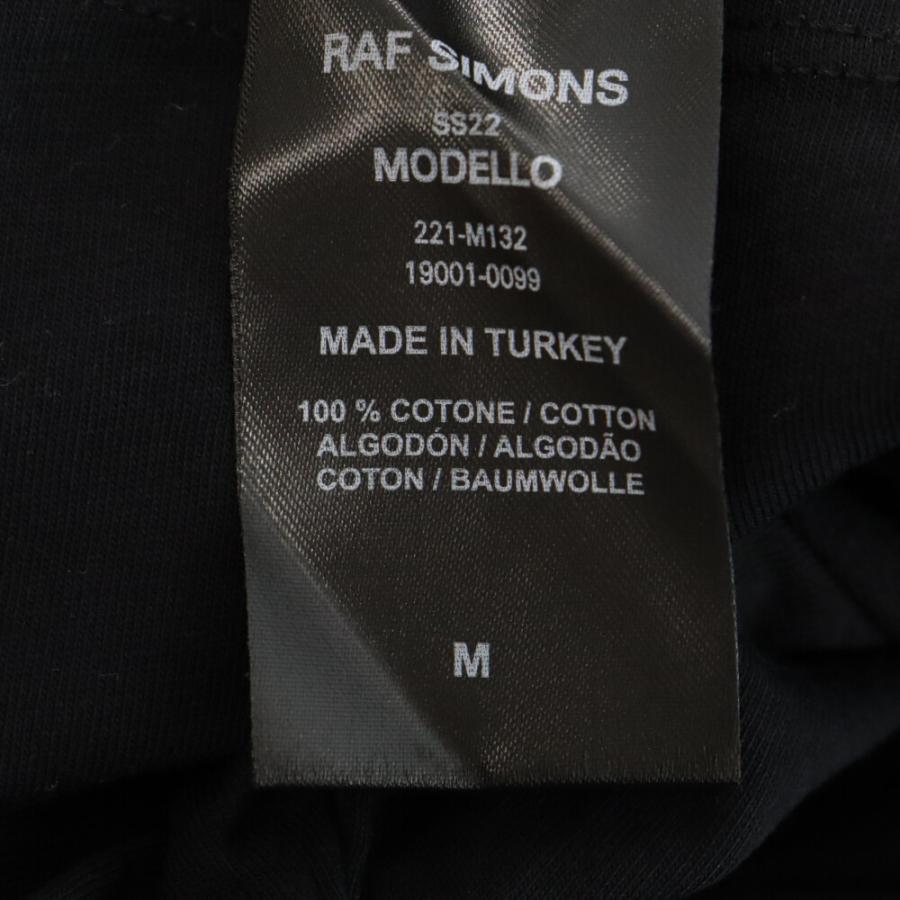 RAF SIMONS
SS22
MODELLO
221-M132
19001-0099
MADE IN TURKEY
100 % COTONE / COTTON
ALGODÓN / ALGODÃO
COTON / BAUMWOLLE
M